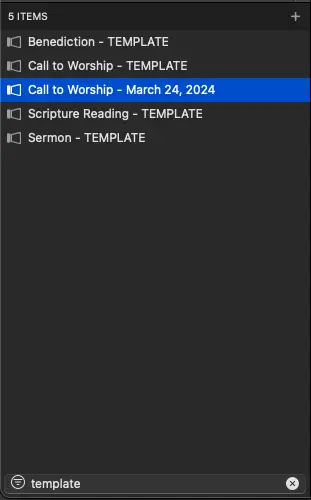 5 ITEMS
Benediction - TEMPLATE
Call to Worship - TEMPLATE
Call to Worship - March 24, 2024
Scripture Reading - TEMPLATE
Sermon - TEMPLATE
template